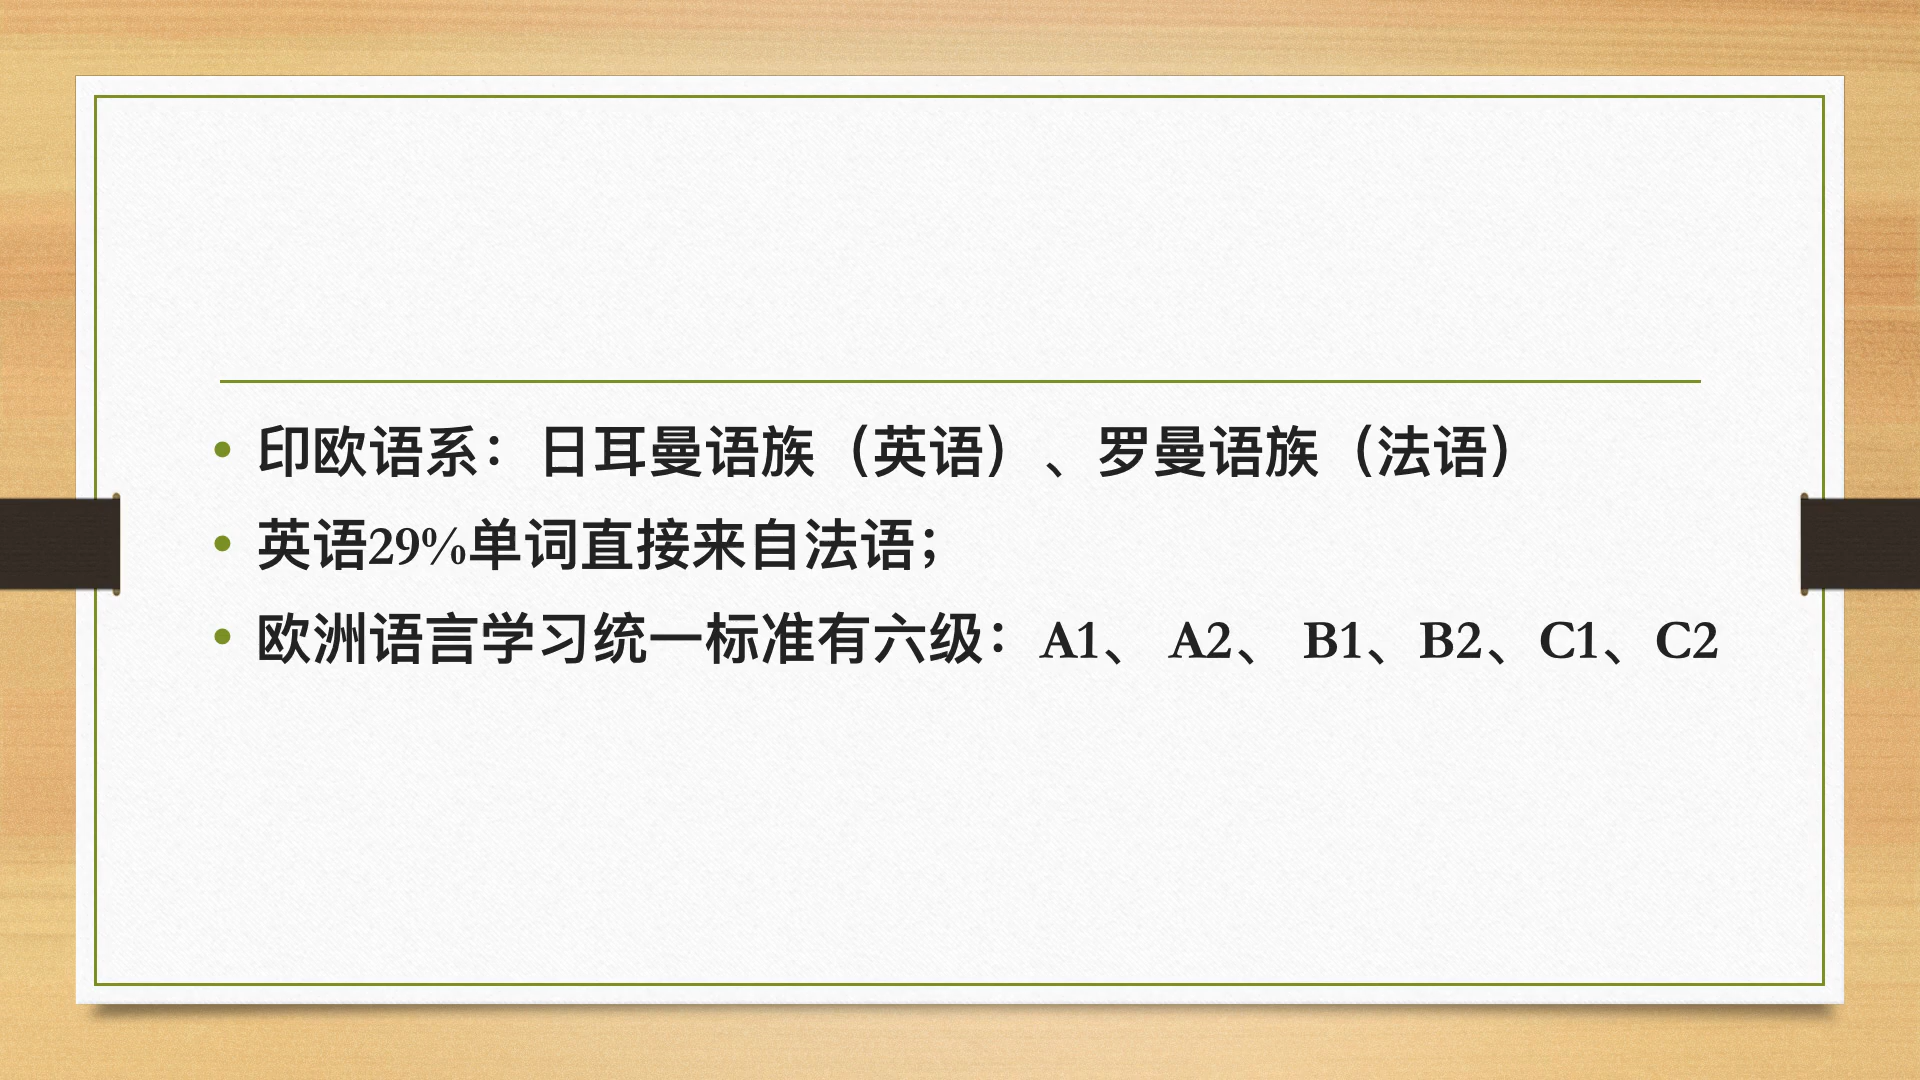 • 印欧语系：日耳曼语族（英语）、罗曼语族（法语）
• 英语29%单词直接来自法语；
• 欧洲语言学习统一标准有六级：A1、 A2、 B1、B2、C1、C2